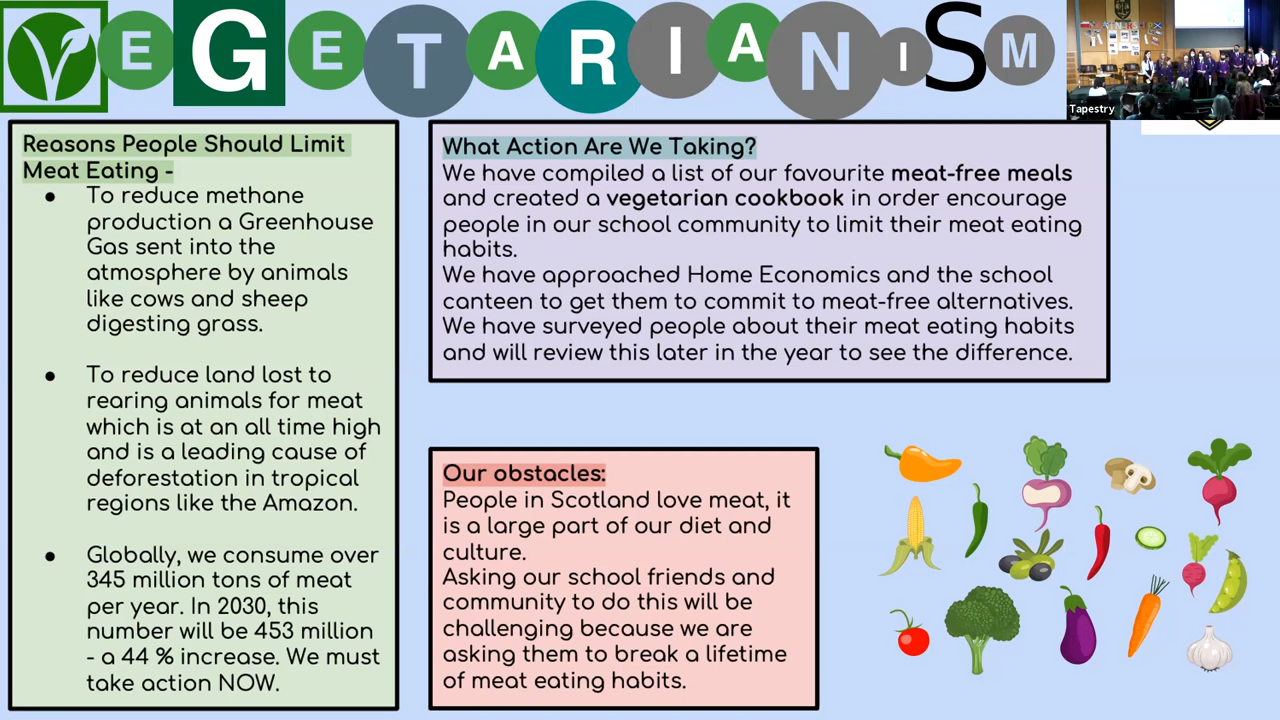 VEGETARIANISM
Tapestry
Reasons People Should Limit
Meat Eating -
● To reduce methane
production a Greenhouse
Gas sent into the
atmosphere by animals
like cows and sheep
digesting grass.
● To reduce land lost to
rearing animals for meat
which is at an all time high
and is a leading cause of
deforestation in tropical
regions like the Amazon.
● Globally, we consume over
345 million tons of meat
per year. In 2030, this
number will be 453 million
- a 44 % increase. We must
take action NOW.
What Action Are We Taking?
We have compiled a list of our favourite meat-free meals
and created a vegetarian cookbook in order encourage
people in our school community to limit their meat eating
habits.
We have approached Home Economics and the school
canteen to get them to commit to meat-free alternatives.
We have surveyed people about their meat eating habits
and will review this later in the year to see the difference.
Our obstacles:
People in Scotland love meat, it
is a large part of our diet and
culture.
Asking our school friends and
community to do this will be
challenging because we are
asking them to break a lifetime
of meat eating habits.